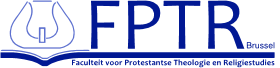 FPTR Brussel
Faculteit voor Protestantse Theologie en Religiestudies